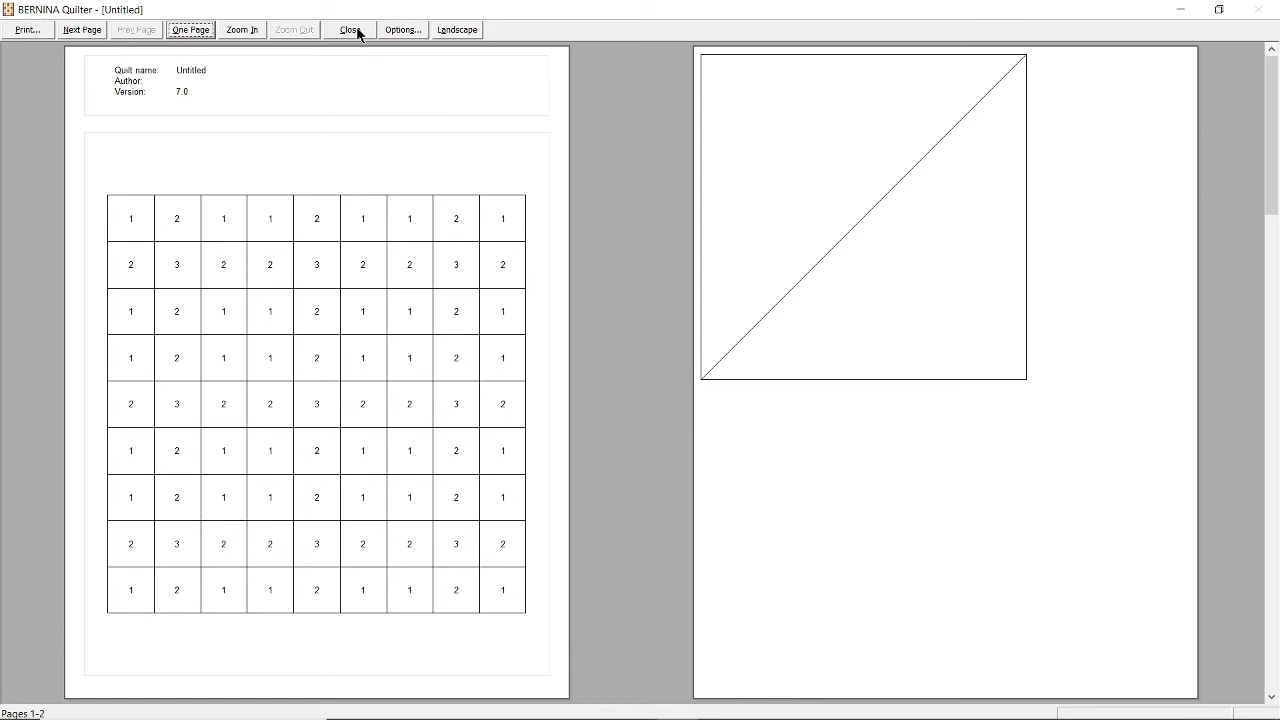 BERNINA Quilter - [Untitled]
Print... Next Page Prev Page One Page Zoom In Zoom Out Close Options... Landscape
Quilt name: Untitled
Author:
Version: 7.0
1 2 1 1 2 1 1 2 1
2 3 2 2 3 2 2 3 2
1 2 1 1 2 1 1 2 1
1 2 1 1 2 1 1 2 1
2 3 2 2 3 2 2 3 2
1 2 1 1 2 1 1 2 1
1 2 1 1 2 1 1 2 1
2 3 2 2 3 2 2 3 2
1 2 1 1 2 1 1 2 1
Pages 1-2